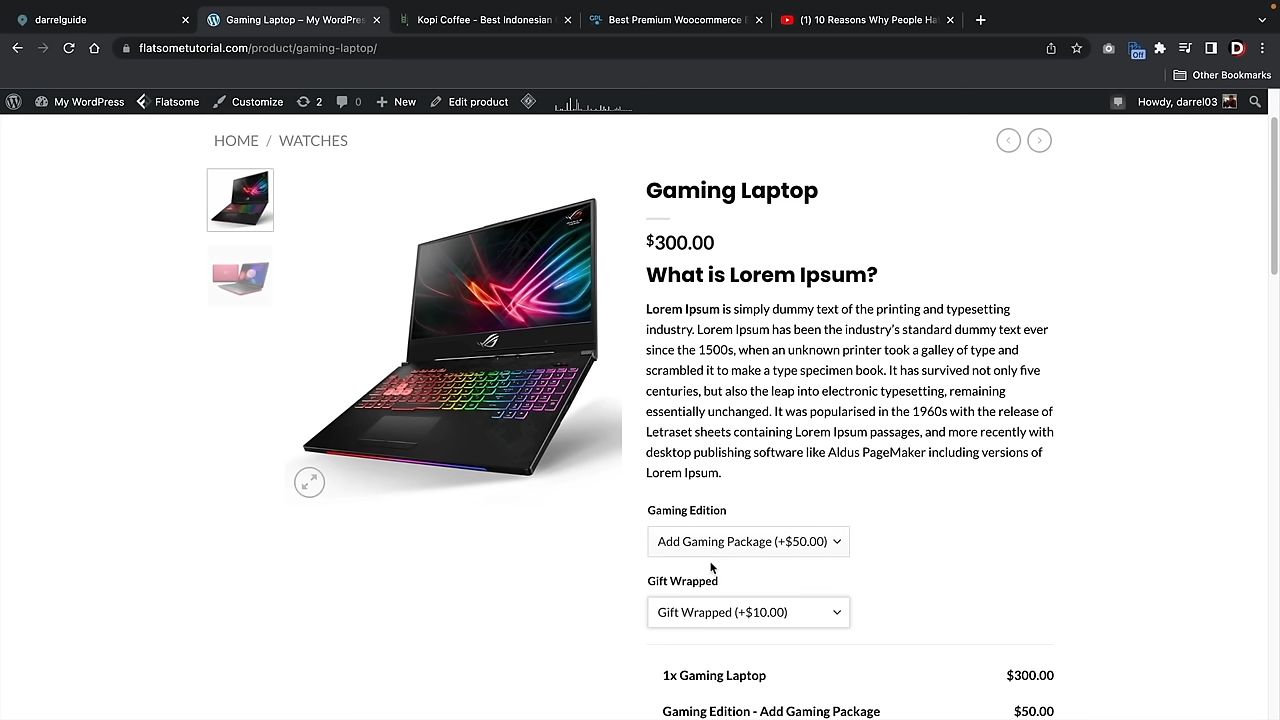 darrelguide
Gaming Laptop – My WordPres
Kopi Coffee - Best Indonesian
GPL
Best Premium Woocommerce
(1) 10 Reasons Why People Ha
flatsometutorial.com/product/gaming-laptop/
Off
D
Other Bookmarks
My WordPress
Flatsome
Customize
2
0
New
Edit product
Howdy, darrel03
HOME / WATCHES
Gaming Laptop
$300.00
What is Lorem Ipsum?
Lorem Ipsum is simply dummy text of the printing and typesetting
industry. Lorem Ipsum has been the industry’s standard dummy text ever
since the 1500s, when an unknown printer took a galley of type and
scrambled it to make a type specimen book. It has survived not only five
centuries, but also the leap into electronic typesetting, remaining
essentially unchanged. It was popularised in the 1960s with the release of
Letraset sheets containing Lorem Ipsum passages, and more recently with
desktop publishing software like Aldus PageMaker including versions of
Lorem Ipsum.
Gaming Edition
Add Gaming Package (+$50.00)
Gift Wrapped
Gift Wrapped (+$10.00)
1x Gaming Laptop $300.00
Gaming Edition - Add Gaming Package $50.00